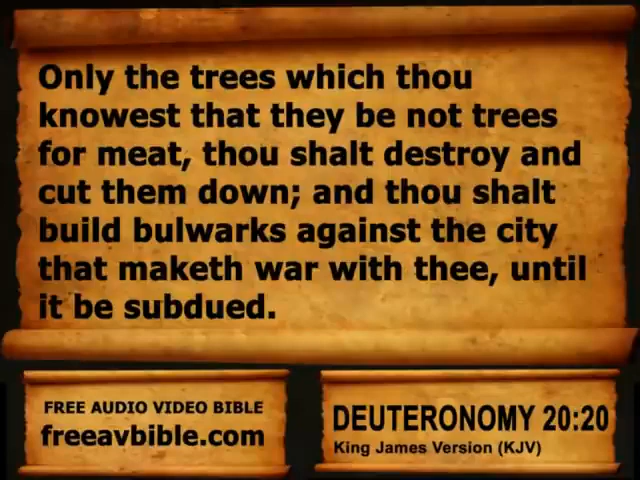 Only the trees which thou
knowest that they be not trees
for meat, thou shalt destroy and
cut them down; and thou shalt
build bulwarks against the city
that maketh war with thee, until
it be subdued.
FREE AUDIO VIDEO BIBLE
freeavbible.com
DEUTERONOMY 20:20
King James Version (KJV)